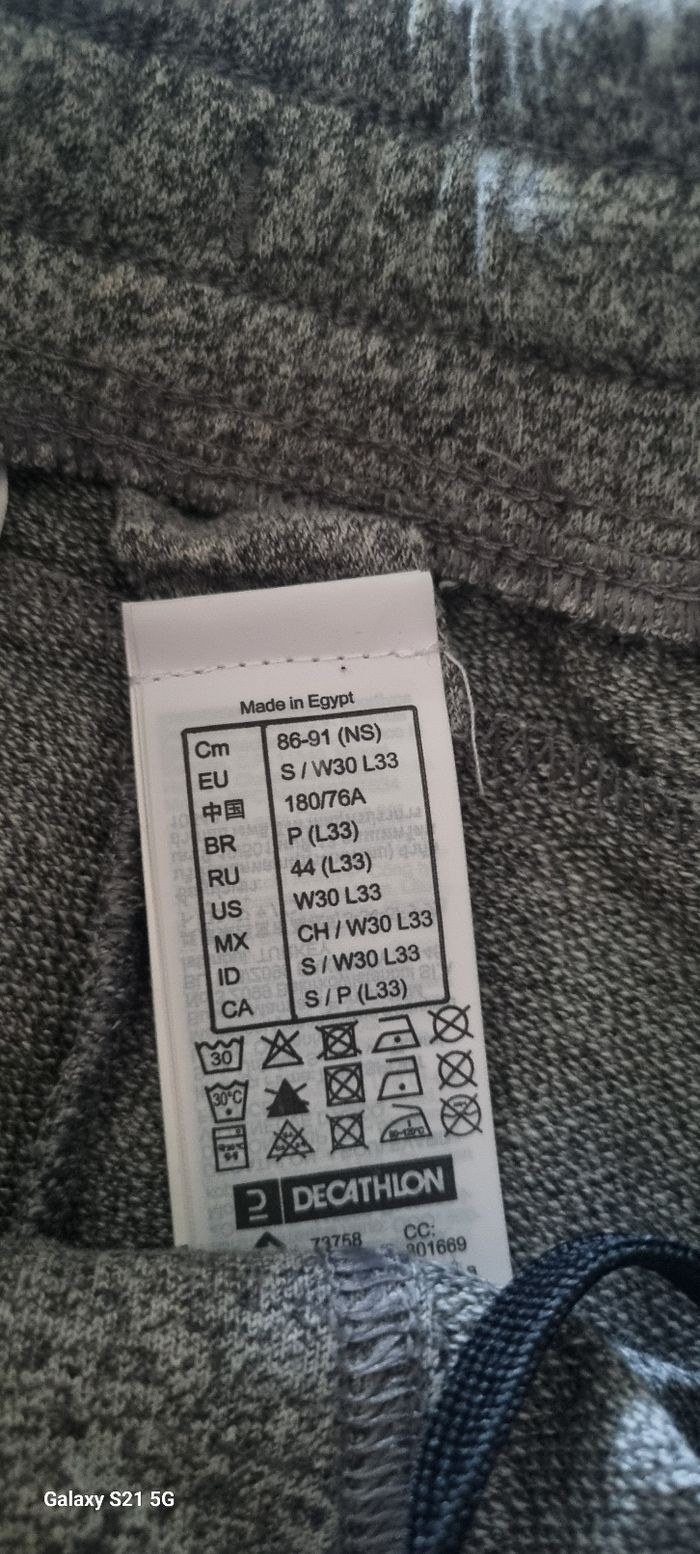 Made in Egypt
Cm 86-91 (NS)
EU S / W30 L33
中国 180/76A
BR P (L33)
RU 44 (L33)
US W30 L33
MX CH / W30 L33
ID S / W30 L33
CA S / P (L33)
30
30°C
DECATHLON
73758 CC:
301669
Galaxy S21 5G